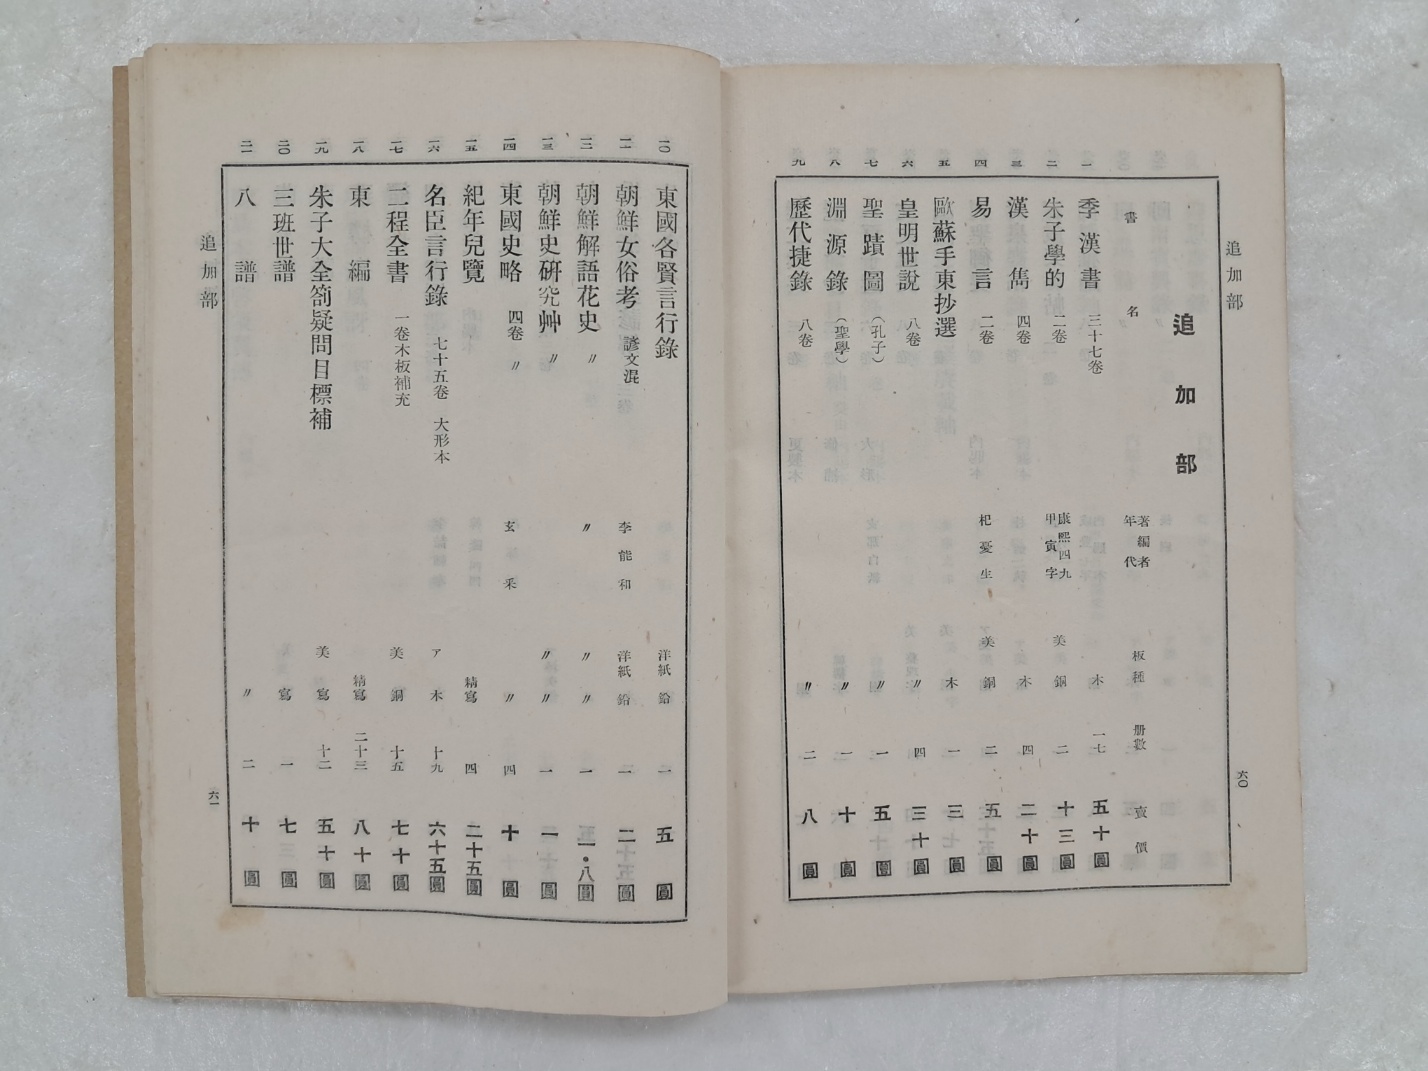 追加部
追加部
書名 著編者年代 板種 册數 賣價
一 季漢書 三十七卷 木 一七 五十圓
二 朱子學的 二卷 康熙四九甲寅字 美銅 二 十三圓
三 漢雋 四卷 木 四 二十圓
四 易言 二卷 杞憂生 美銅 二 五圓
五 歐蘇手東抄選 木 一 三圓
六 皇明世說 八卷 〃 四 三十圓
七 聖蹟圖 (孔子) 〃 一 五圓
八 淵源錄 (聖學) 〃 一 十圓
九 歷代捷錄 八卷 〃 二 八圓
六〇
一〇 東國各賢言行錄 洋紙鉛 一 五圓
一一 朝鮮女俗考 諺文混 李能和 洋紙鉛 一 二圓
一二 朝鮮解語花史 〃 〃 〃〃 一 一・八圓
一三 朝鮮史硏究艸 〃 〃〃 一 一圓
一四 東國史略 四卷 〃 玄采 〃 四 十圓
一五 紀年兒覽 精寫 四 二十五圓
一六 名臣言行錄 七十五卷 大形本 ア木 十九 六十五圓
一七 二程全書 一卷木板補充 美銅 十五 七十圓
一八 東編 精寫 二十三 八十圓
一九 朱子大全箚疑問目標補 美寫 十二 五十圓
二〇 三班世譜 寫 一 七圓
二一 八譜 〃 二 十圓
追加部
六一